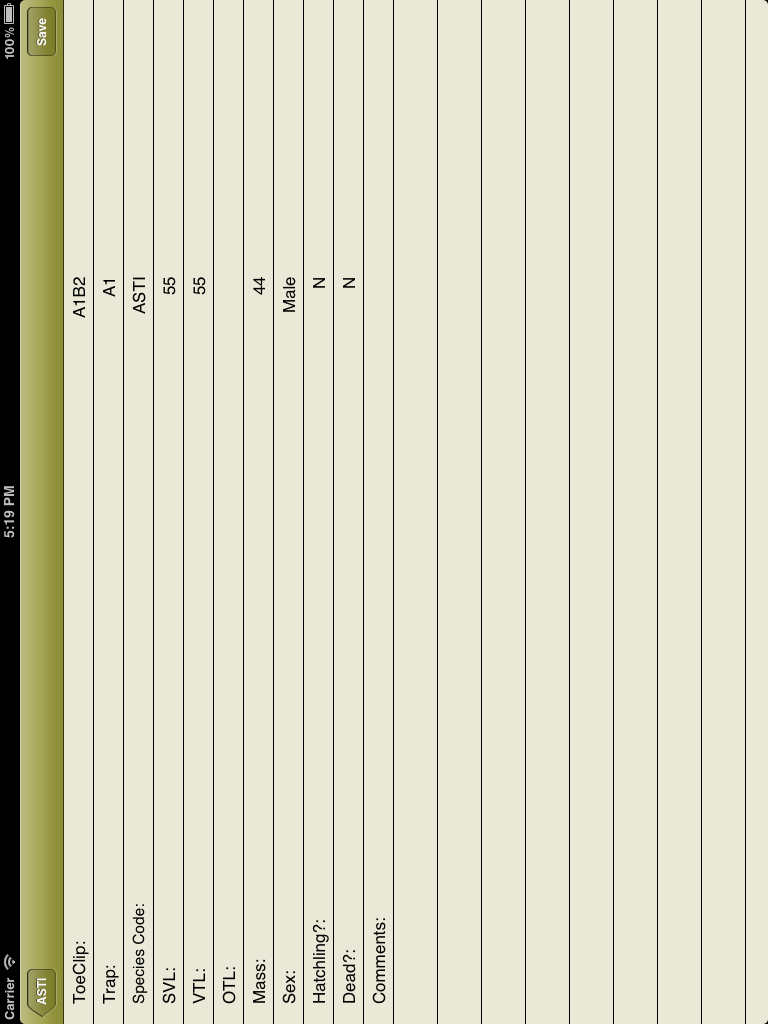 Carrier 5:19 PM 100%
ASTI Save
ToeClip: A1B2
Trap: A1
Species Code: ASTI
SVL: 55
VTL: 55
OTL:
Mass: 44
Sex: Male
Hatchling?: N
Dead?: N
Comments: